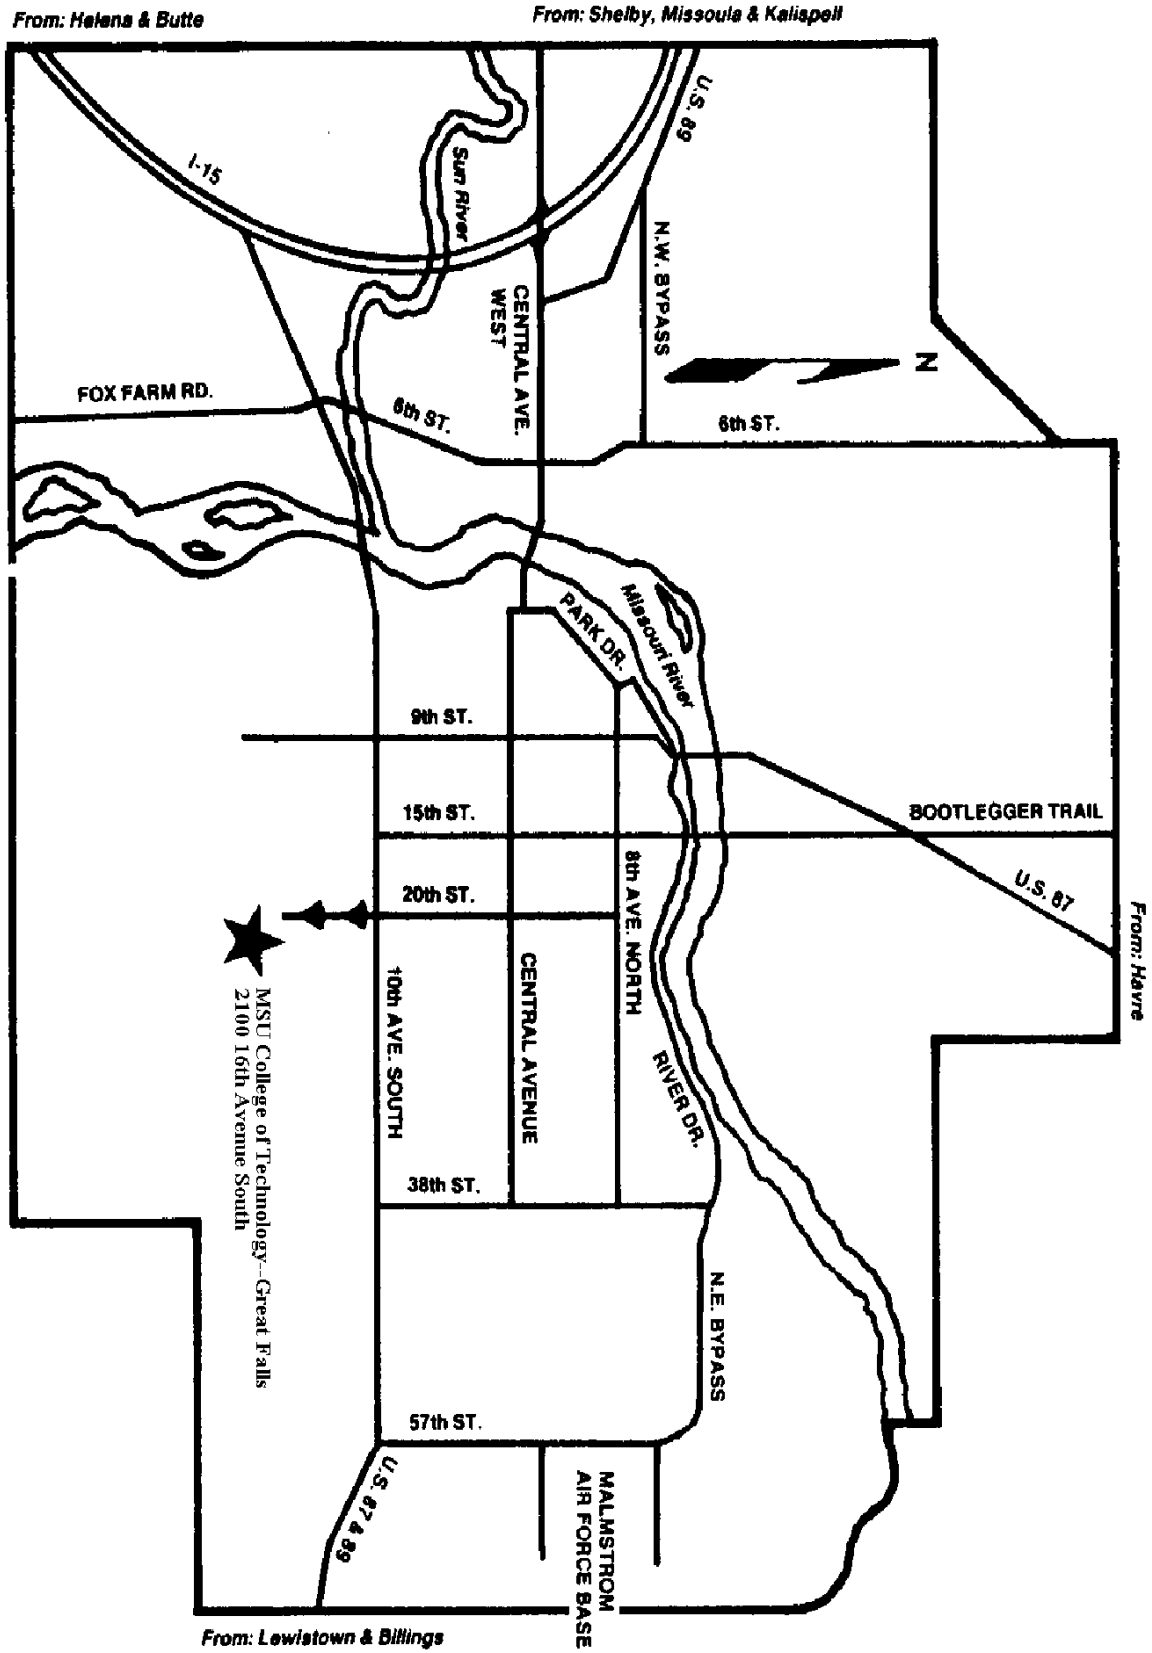 From: Helena & Butte
From: Shelby, Missoula & Kalispell
U.S. 89
I-15
Sun River
N.W. BYPASS
CENTRAL AVE.
WEST
N
FOX FARM RD.
6th ST.
6th ST.
PARK DR.
Missouri River
9th ST.
15th ST.
BOOTLEGGER TRAIL
20th ST.
8th AVE. NORTH
U.S. 87
From: Havre
10th AVE. SOUTH
CENTRAL AVENUE
MSU College of Technology--Great Falls
2100 16th Avenue South
RIVER DR.
38th ST.
N.E. BYPASS
57th ST.
U.S. 87 & 89
MALMSTROM
AIR FORCE BASE
From: Lewistown & Billings